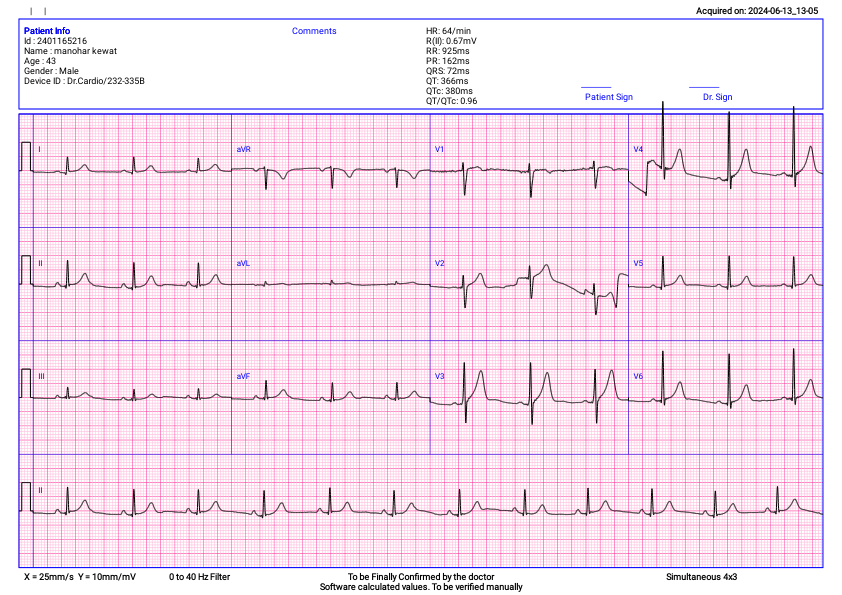 Acquired on: 2024-06-13_13-05
Patient Info
Id : 2401165216
Name : manohar kewat
Age : 43
Gender : Male
Device ID : Dr.Cardio/232-335B
Comments
HR: 64/min
R(II): 0.67mV
RR: 925ms
PR: 162ms
QRS: 72ms
QT: 366ms
QTc: 380ms
QT/QTc: 0.96
Patient Sign
Dr. Sign
I aVR V1 V4
II aVL V2 V5
III aVF V3 V6
II
X = 25mm/s Y = 10mm/mV
0 to 40 Hz Filter
To be Finally Confirmed by the doctor
Software calculated values. To be verified manually
Simultaneous 4x3